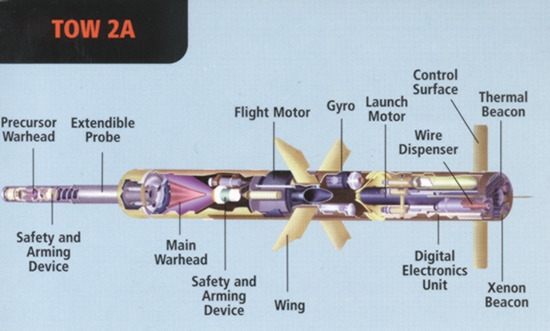 TOW 2A
Precursor
Warhead
Extendible
Probe
Flight Motor
Gyro
Launch
Motor
Control
Surface
Wire
Dispenser
Thermal
Beacon
Safety and
Arming
Device
Main
Warhead
Safety and
Arming
Device
Wing
Digital
Electronics
Unit
Xenon
Beacon